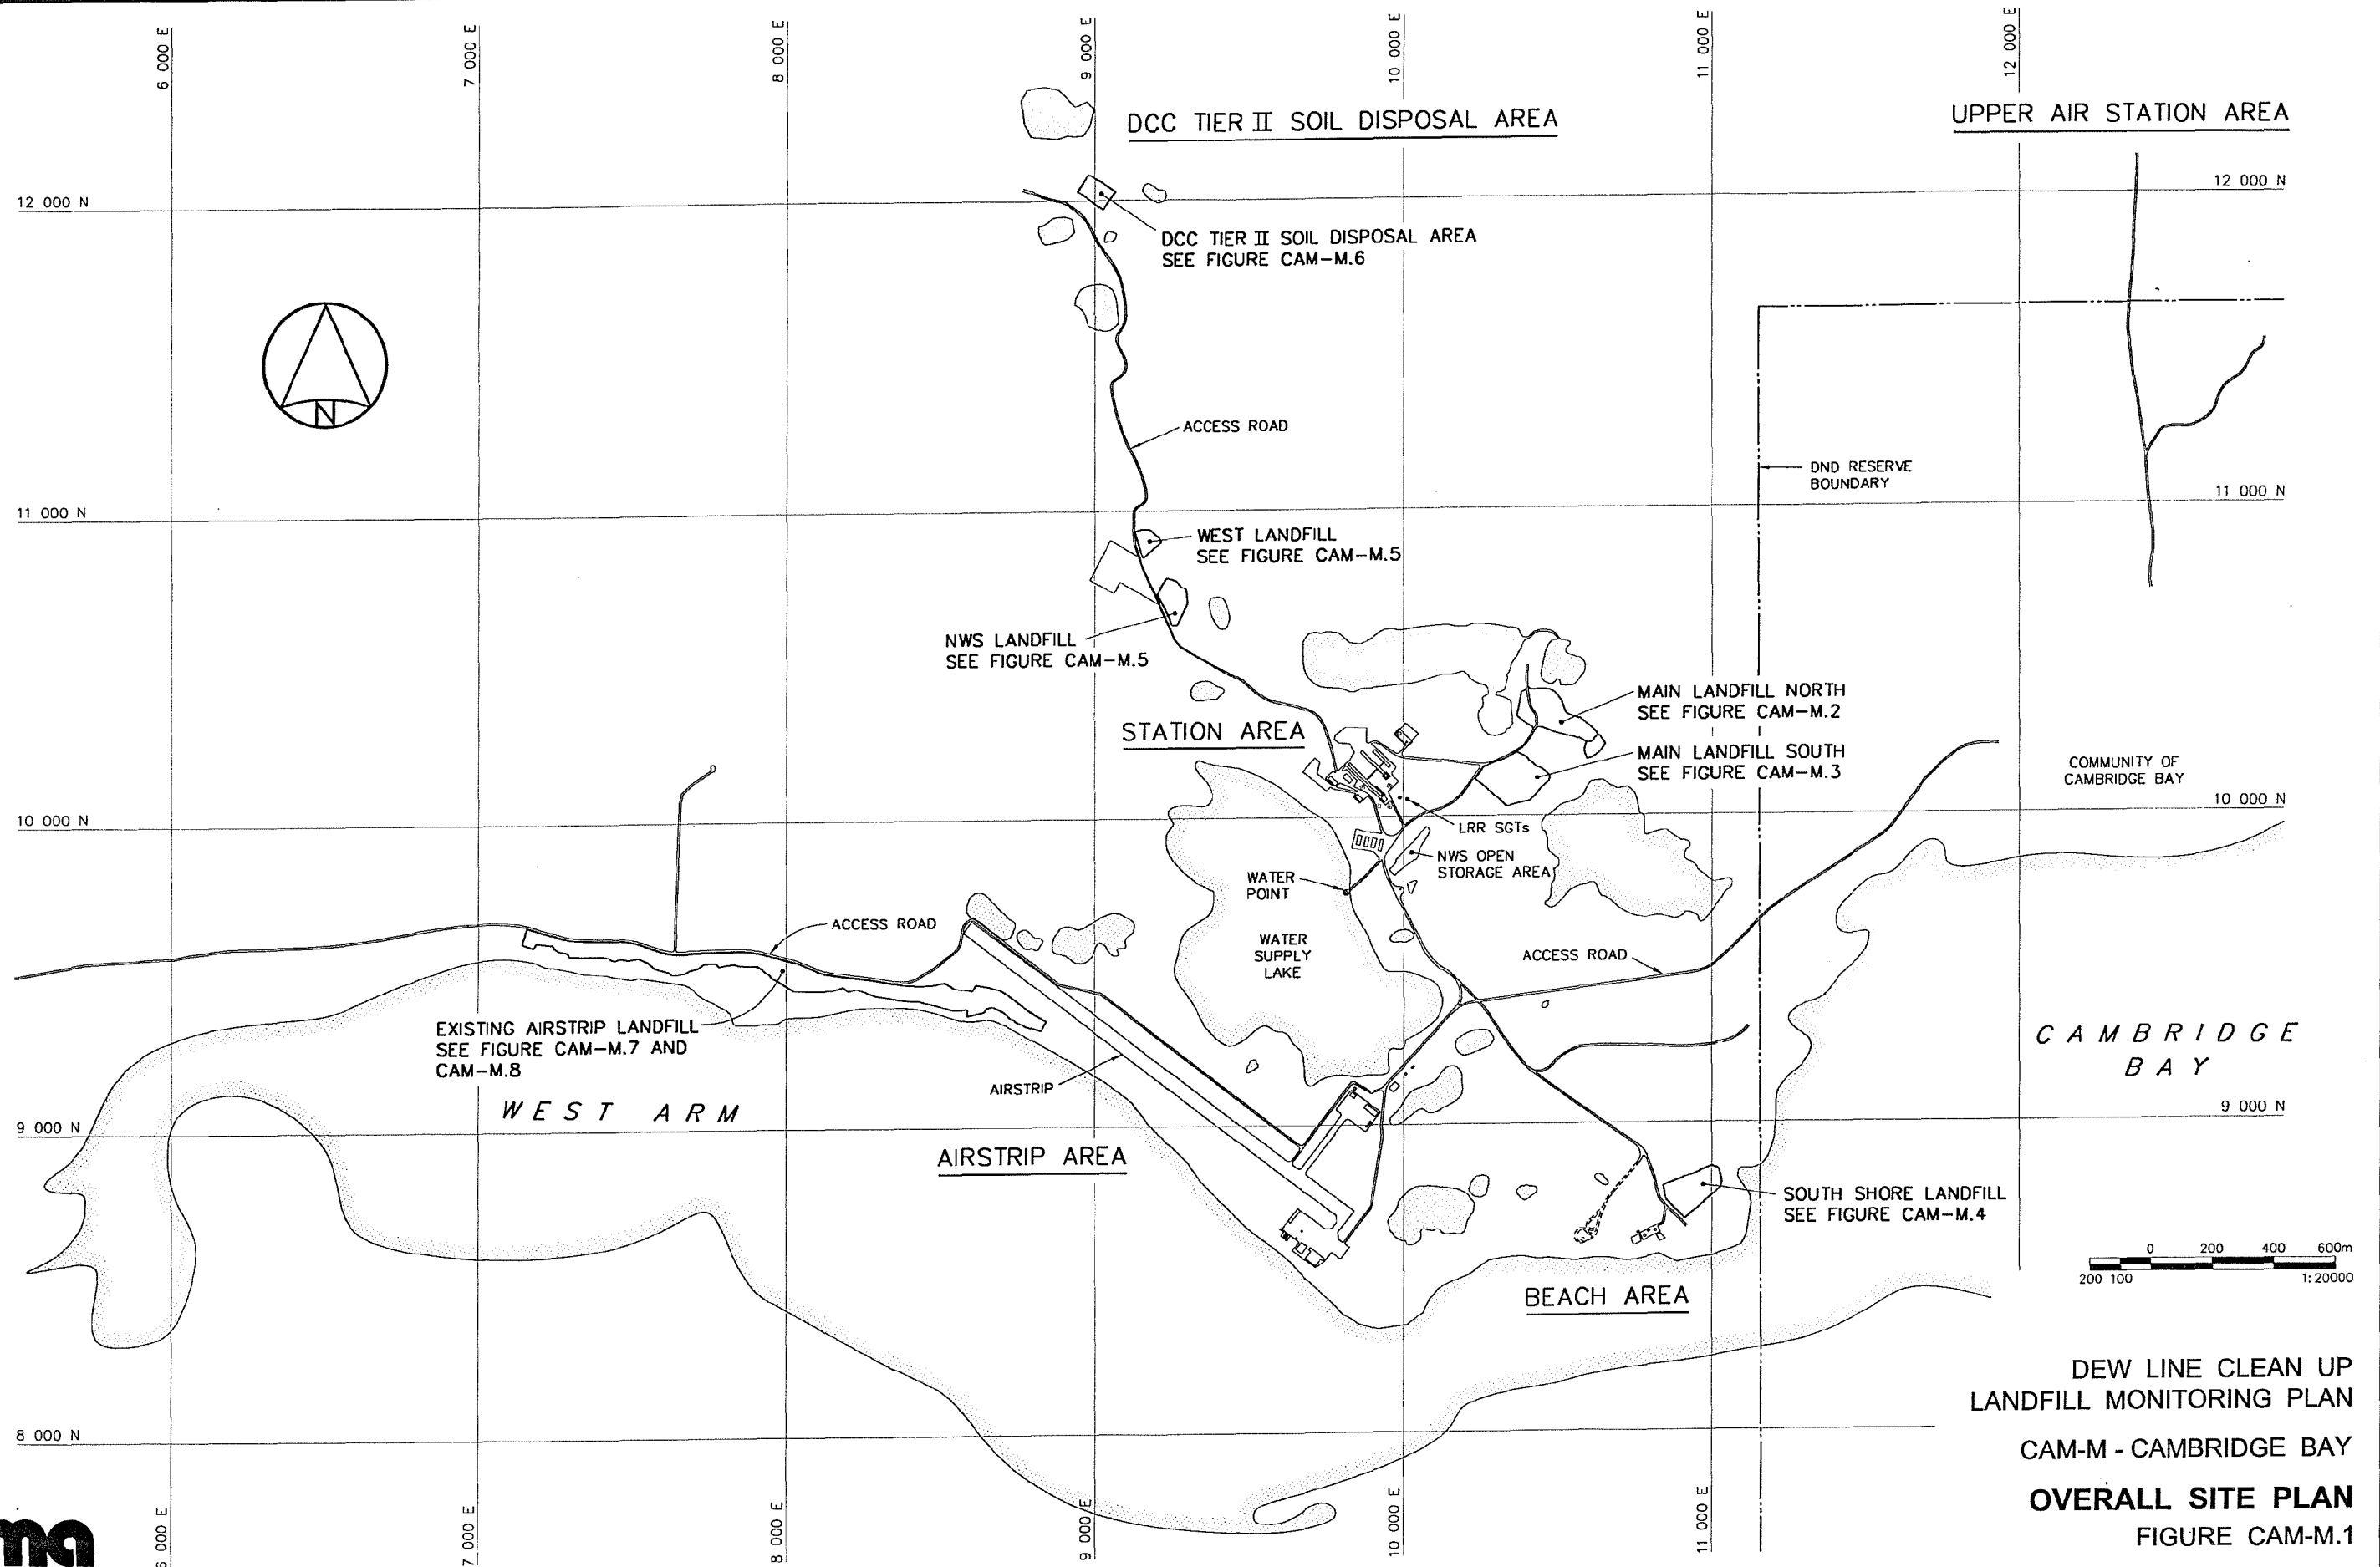 6 000 E
7 000 E
8 000 E
9 000 E
10 000 E
11 000 E
12 000 E
DCC TIER II SOIL DISPOSAL AREA
UPPER AIR STATION AREA
12 000 N
12 000 N
DCC TIER II SOIL DISPOSAL AREA
SEE FIGURE CAM-M.6
N
ACCESS ROAD
DND RESERVE
BOUNDARY
11 000 N
11 000 N
WEST LANDFILL
SEE FIGURE CAM-M.5
NWS LANDFILL
SEE FIGURE CAM-M.5
MAIN LANDFILL NORTH
SEE FIGURE CAM-M.2
STATION AREA
MAIN LANDFILL SOUTH
SEE FIGURE CAM-M.3
COMMUNITY OF
CAMBRIDGE BAY
10 000 N
10 000 N
LRR SGTs
NWS OPEN
STORAGE AREA
WATER
POINT
ACCESS ROAD
WATER
SUPPLY
LAKE
ACCESS ROAD
EXISTING AIRSTRIP LANDFILL
SEE FIGURE CAM-M.7 AND
CAM-M.8
CAMBRIDGE
BAY
AIRSTRIP
WEST ARM
9 000 N
9 000 N
AIRSTRIP AREA
SOUTH SHORE LANDFILL
SEE FIGURE CAM-M.4
0 200 400 600m
200 100 1:20000
BEACH AREA
DEW LINE CLEAN UP
LANDFILL MONITORING PLAN
8 000 N
CAM-M - CAMBRIDGE BAY
OVERALL SITE PLAN
FIGURE CAM-M.1
6 000 E
7 000 E
8 000 E
9 000 E
10 000 E
11 000 E